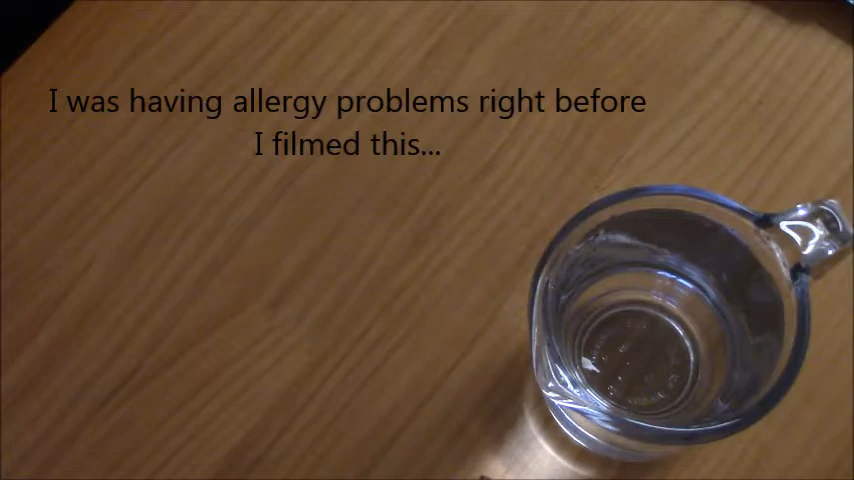 I was having allergy problems right before
I filmed this...